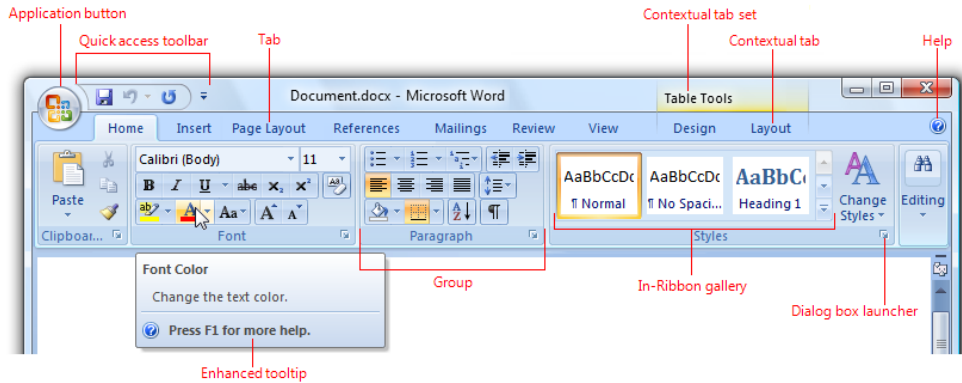 Application button
Contextual tab set
Quick access toolbar
Tab
Contextual tab
Help
Document.docx - Microsoft Word
Table Tools
Home Insert Page Layout References Mailings Review View Design Layout
Calibri (Body) 11
B I U abc x₂ x²
ab A Aa A A
Paste
AaBbCcDc AaBbCcDc AaBbC
¶ Normal ¶ No Spaci... Heading 1
Change Styles
Editing
Clipboar... Font Paragraph Styles
Font Color
Change the text color.
Press F1 for more help.
Group
In-Ribbon gallery
Dialog box launcher
Enhanced tooltip